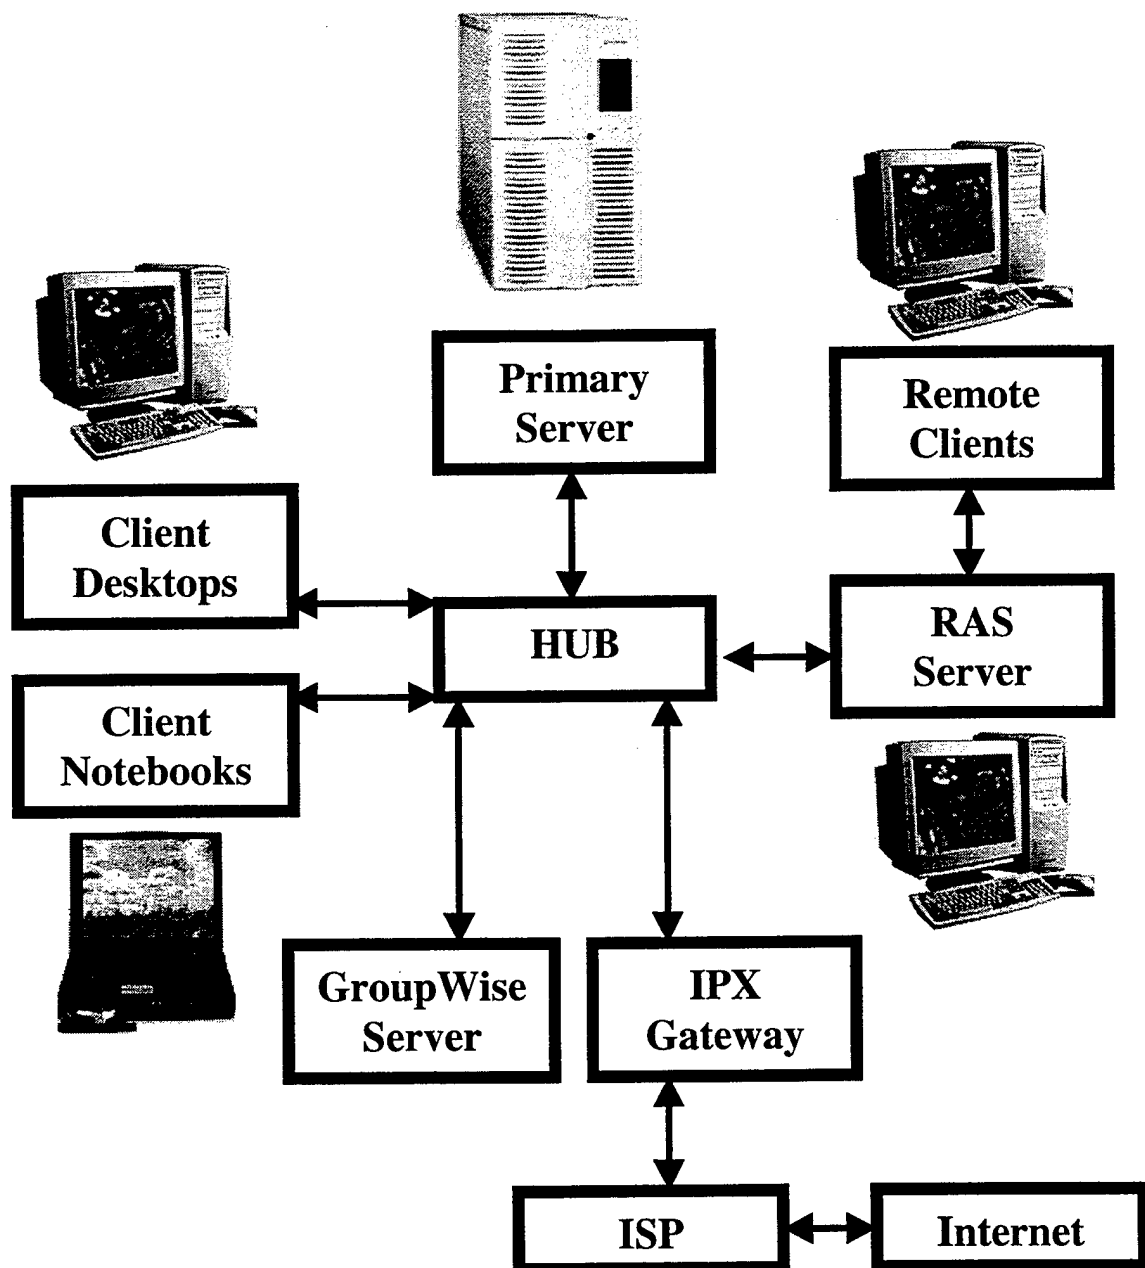 Primary
Server
Remote
Clients
Client
Desktops
HUB
RAS
Server
Client
Notebooks
GroupWise
Server
IPX
Gateway
ISP
Internet